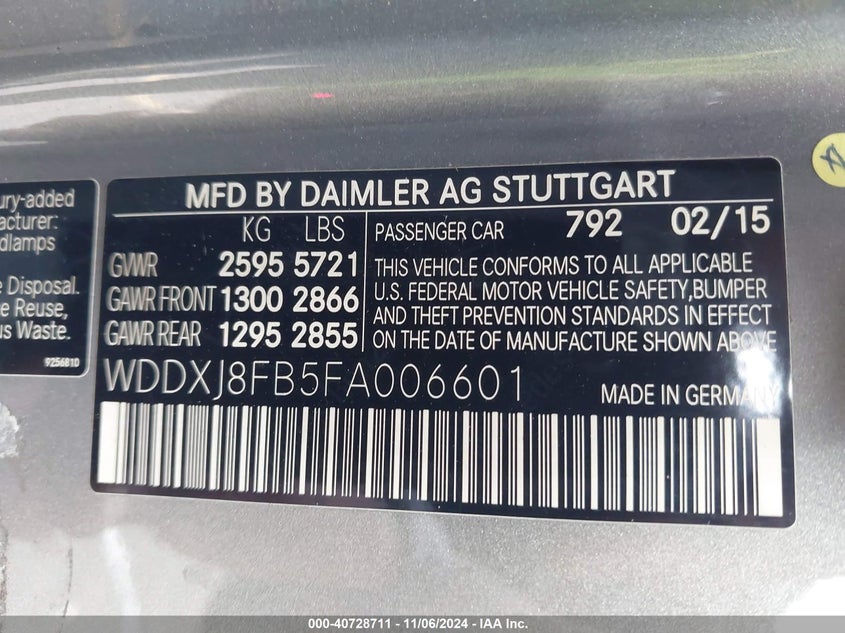 ury-added
facturer:
dlamps
Disposal.
Reuse,
us Waste.
9256810
MFD BY DAIMLER AG STUTTGART
KG LBS
GVWR 2595 5721
GAWR FRONT 1300 2866
GAWR REAR 1295 2855
PASSENGER CAR 792 02/15
THIS VEHICLE CONFORMS TO ALL APPLICABLE
U.S. FEDERAL MOTOR VEHICLE SAFETY,BUMPER
AND THEFT PREVENTION STANDARDS IN EFFECT
ON THE DATE OF MANUFACTURE SHOWN ABOVE
WDDXJ8FB5FA006601
MADE IN GERMANY
000-40728711 - 11/06/2024 - IAA Inc.